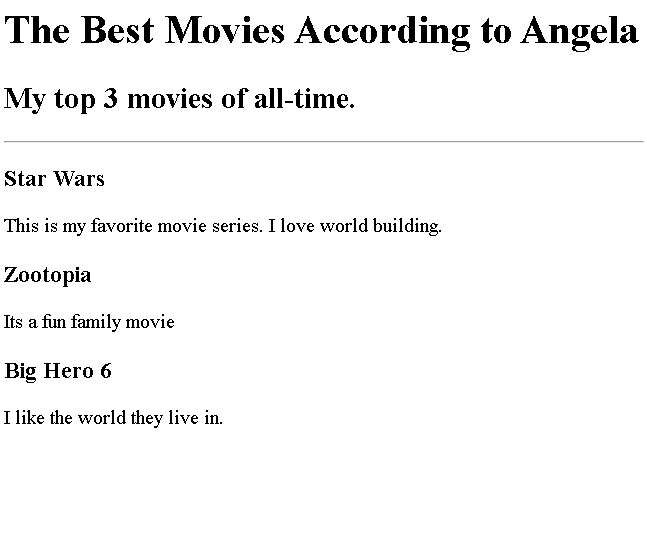 The Best Movies According to Angela
My top 3 movies of all-time.
Star Wars
This is my favorite movie series. I love world building.
Zootopia
Its a fun family movie
Big Hero 6
I like the world they live in.